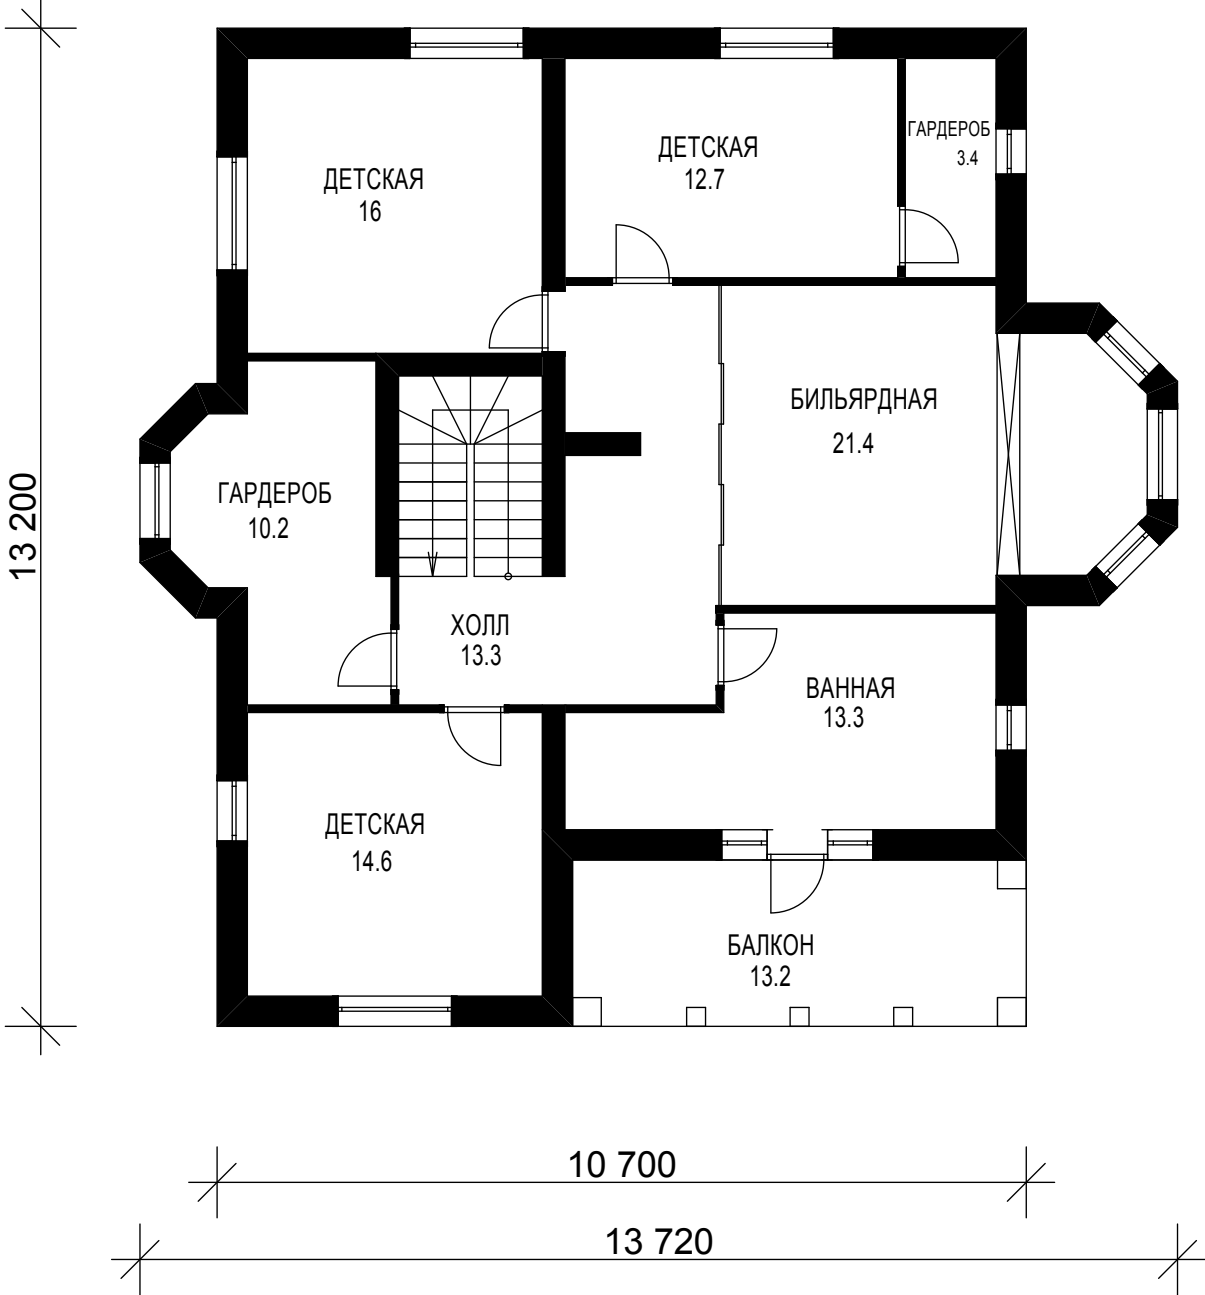 ДЕТСКАЯ
16
ДЕТСКАЯ
12.7
ГАРДЕРОБ
3.4
БИЛЬЯРДНАЯ
21.4
ГАРДЕРОБ
10.2
ХОЛЛ
13.3
ВАННАЯ
13.3
ДЕТСКАЯ
14.6
БАЛКОН
13.2
13 200
10 700
13 720